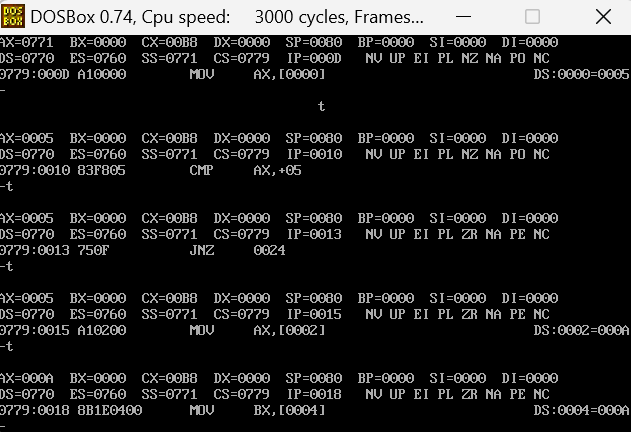 DOS BOX
DOSBox 0.74, Cpu speed: 3000 cycles, Frames...
AX=0771 BX=0000 CX=00B8 DX=0000 SP=0080 BP=0000 SI=0000 DI=0000
DS=0770 ES=0760 SS=0771 CS=0779 IP=000D NV UP EI PL NZ NA PO NC
0779:000D A10000 MOV AX,[0000] DS:0000=0005
-
t
AX=0005 BX=0000 CX=00B8 DX=0000 SP=0080 BP=0000 SI=0000 DI=0000
DS=0770 ES=0760 SS=0771 CS=0779 IP=0010 NV UP EI PL NZ NA PO NC
0779:0010 83F805 CMP AX,+05
-t
AX=0005 BX=0000 CX=00B8 DX=0000 SP=0080 BP=0000 SI=0000 DI=0000
DS=0770 ES=0760 SS=0771 CS=0779 IP=0013 NV UP EI PL ZR NA PE NC
0779:0013 750F JNZ 0024
-t
AX=0005 BX=0000 CX=00B8 DX=0000 SP=0080 BP=0000 SI=0000 DI=0000
DS=0770 ES=0760 SS=0771 CS=0779 IP=0015 NV UP EI PL ZR NA PE NC
0779:0015 A10200 MOV AX,[0002] DS:0002=000A
-t
AX=000A BX=0000 CX=00B8 DX=0000 SP=0080 BP=0000 SI=0000 DI=0000
DS=0770 ES=0760 SS=0771 CS=0779 IP=0018 NV UP EI PL ZR NA PE NC
0779:0018 8B1E0400 MOV BX,[0004] DS:0004=000A
-